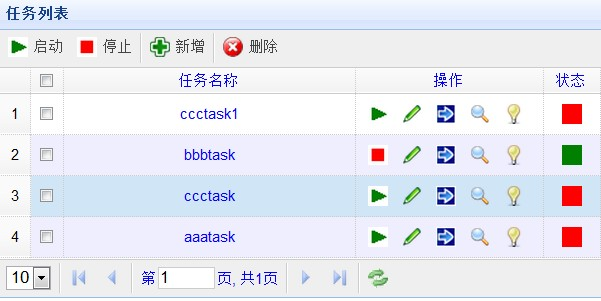 任务列表
启动 停止 新增 删除
任务名称 操作 状态
1 ccctask1
2 bbbtask
3 ccctask
4 aaatask
10 第 1 页, 共1页